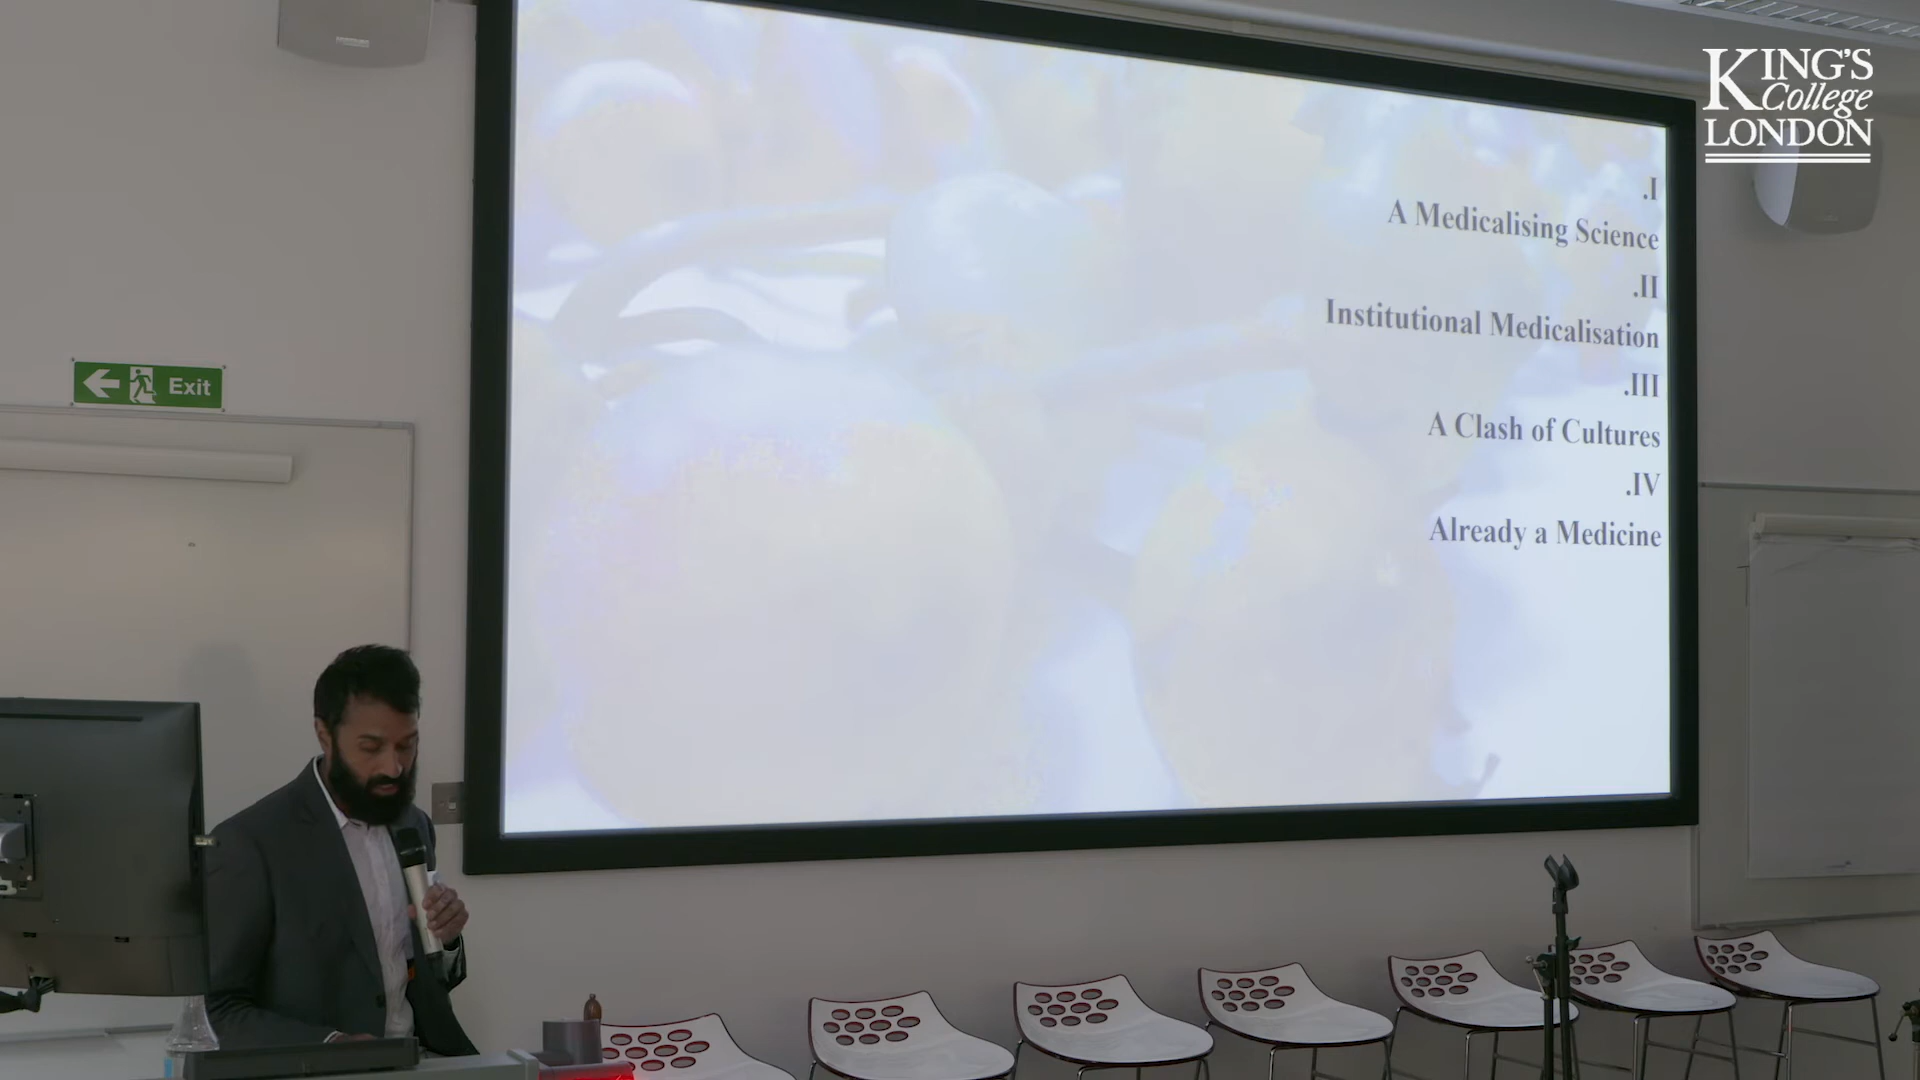 KING'S
College
LONDON
.I
A Medicalising Science
.II
Institutional Medicalisation
.III
A Clash of Cultures
.IV
Already a Medicine
Exit